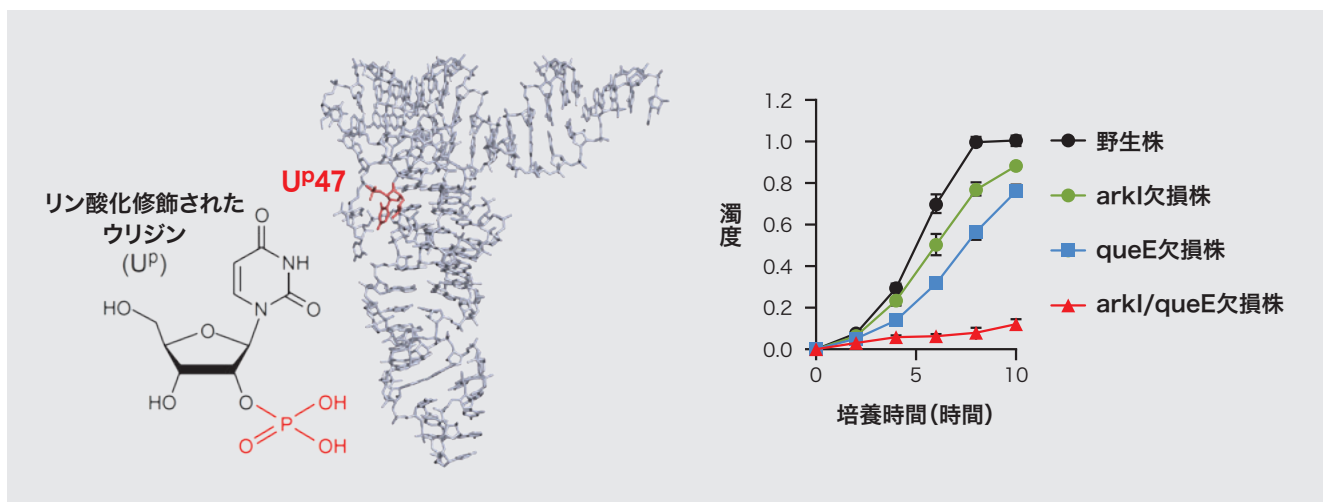 リン酸化修飾された
ウリジン
(Uᵖ)
O
NH
N
O
HO
O
HO
O
P
OH
O
OH
Uᵖ47
濁度
1.2
1.0
0.8
0.6
0.4
0.2
0.0
0
5
10
培養時間(時間)
野生株
arkI欠損株
queE欠損株
arkI/queE欠損株